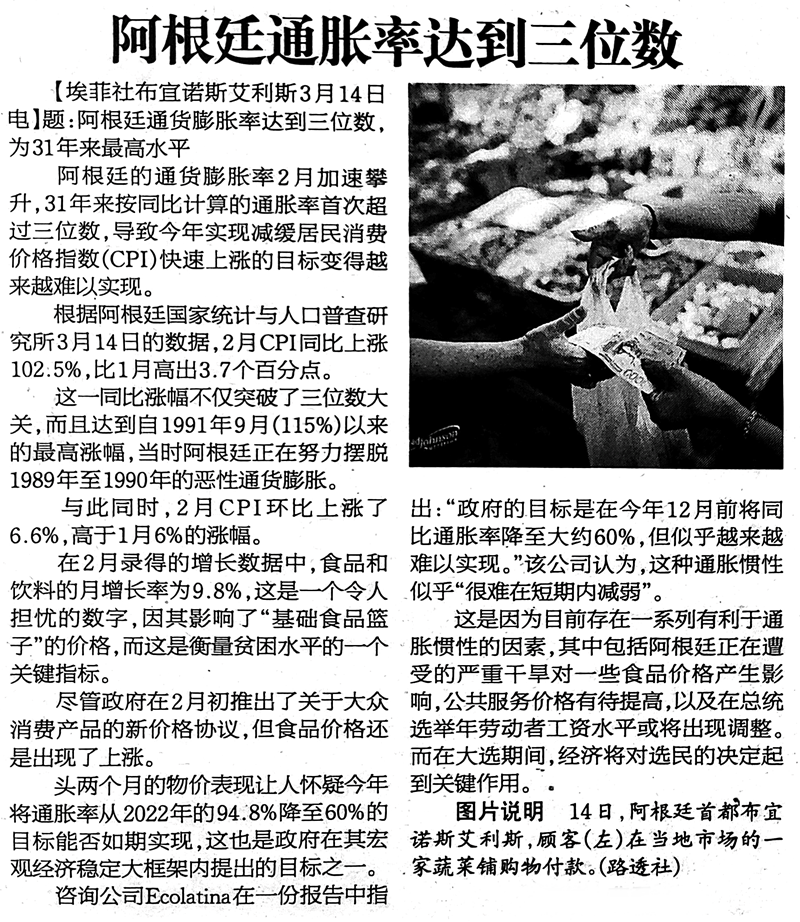 阿根廷通胀率达到三位数
【埃菲社布宜诺斯艾利斯3月14日
电】题：阿根廷通货膨胀率达到三位数，
为31年来最高水平
阿根廷的通货膨胀率2月加速攀
升，31年来按同比计算的通胀率首次超
过三位数，导致今年实现减缓居民消费
价格指数(CPI)快速上涨的目标变得越
来越难以实现。
根据阿根廷国家统计与人口普查研
究所3月14日的数据，2月CPI同比上涨
102.5%，比1月高出3.7个百分点。
这一同比涨幅不仅突破了三位数大
关，而且达到自1991年9月(115%)以来
的最高涨幅，当时阿根廷正在努力摆脱
1989年至1990年的恶性通货膨胀。
与此同时，2月CPI环比上涨了
6.6%，高于1月6%的涨幅。
在2月录得的增长数据中，食品和
饮料的月增长率为9.8%，这是一个令人
担忧的数字，因其影响了“基础食品篮
子”的价格，而这是衡量贫困水平的一个
关键指标。
尽管政府在2月初推出了关于大众
消费产品的新价格协议，但食品价格还
是出现了上涨。
头两个月的物价表现让人怀疑今年
将通胀率从2022年的94.8%降至60%的
目标能否如期实现，这也是政府在其宏
观经济稳定大框架内提出的目标之一。
咨询公司Ecolatina在一份报告中指
出：“政府的目标是在今年12月前将同
比通胀率降至大约60%，但似乎越来越
难以实现。”该公司认为，这种通胀惯性
似乎“很难在短期内减弱”。
这是因为目前存在一系列有利于通
胀惯性的因素，其中包括阿根廷正在遭
受的严重干旱对一些食品价格产生影
响，公共服务价格有待提高，以及在总统
选举年劳动者工资水平或将出现调整。
而在大选期间，经济将对选民的决定起
到关键作用。
图片说明 14日，阿根廷首都布宜
诺斯艾利斯，顾客(左)在当地市场的一
家蔬菜铺购物付款。(路透社)